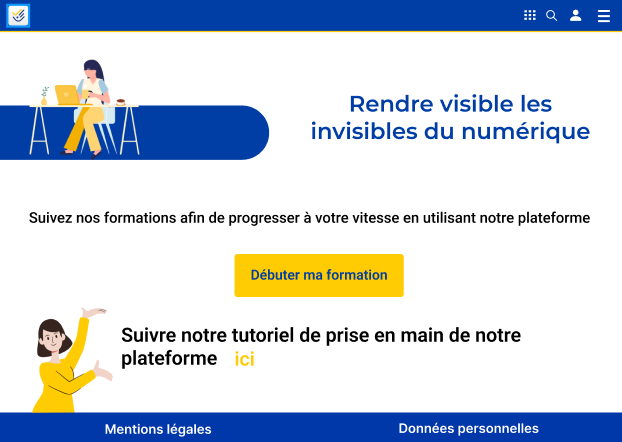 Rendre visible les
invisibles du numérique
Suivez nos formations afin de progresser à votre vitesse en utilisant notre plateforme
Débuter ma formation
Suivre notre tutoriel de prise en main de notre
plateforme ici
Mentions légales
Données personnelles